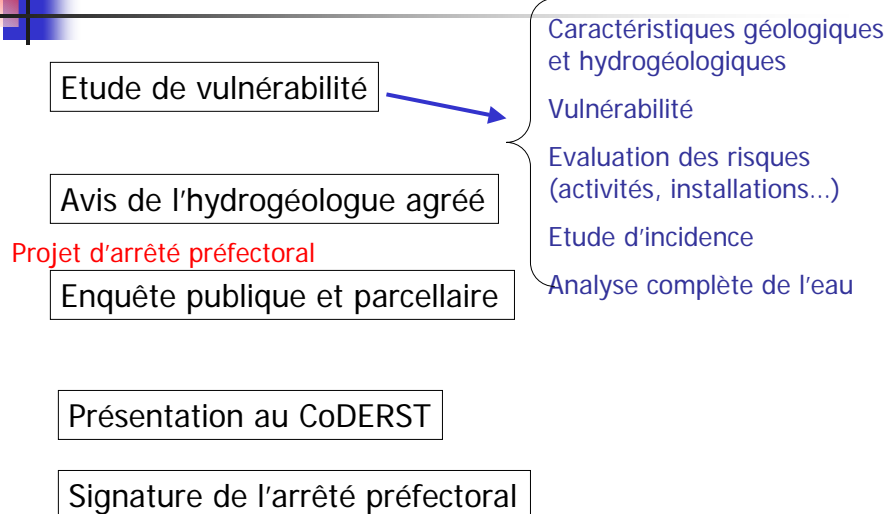 Etude de vulnérabilité
Caractéristiques géologiques
et hydrogéologiques
Vulnérabilité
Evaluation des risques
(activités, installations...)
Etude d'incidence
Analyse complète de l'eau
Avis de l'hydrogéologue agréé
Projet d'arrêté préfectoral
Enquête publique et parcellaire
Présentation au CoDERST
Signature de l'arrêté préfectoral